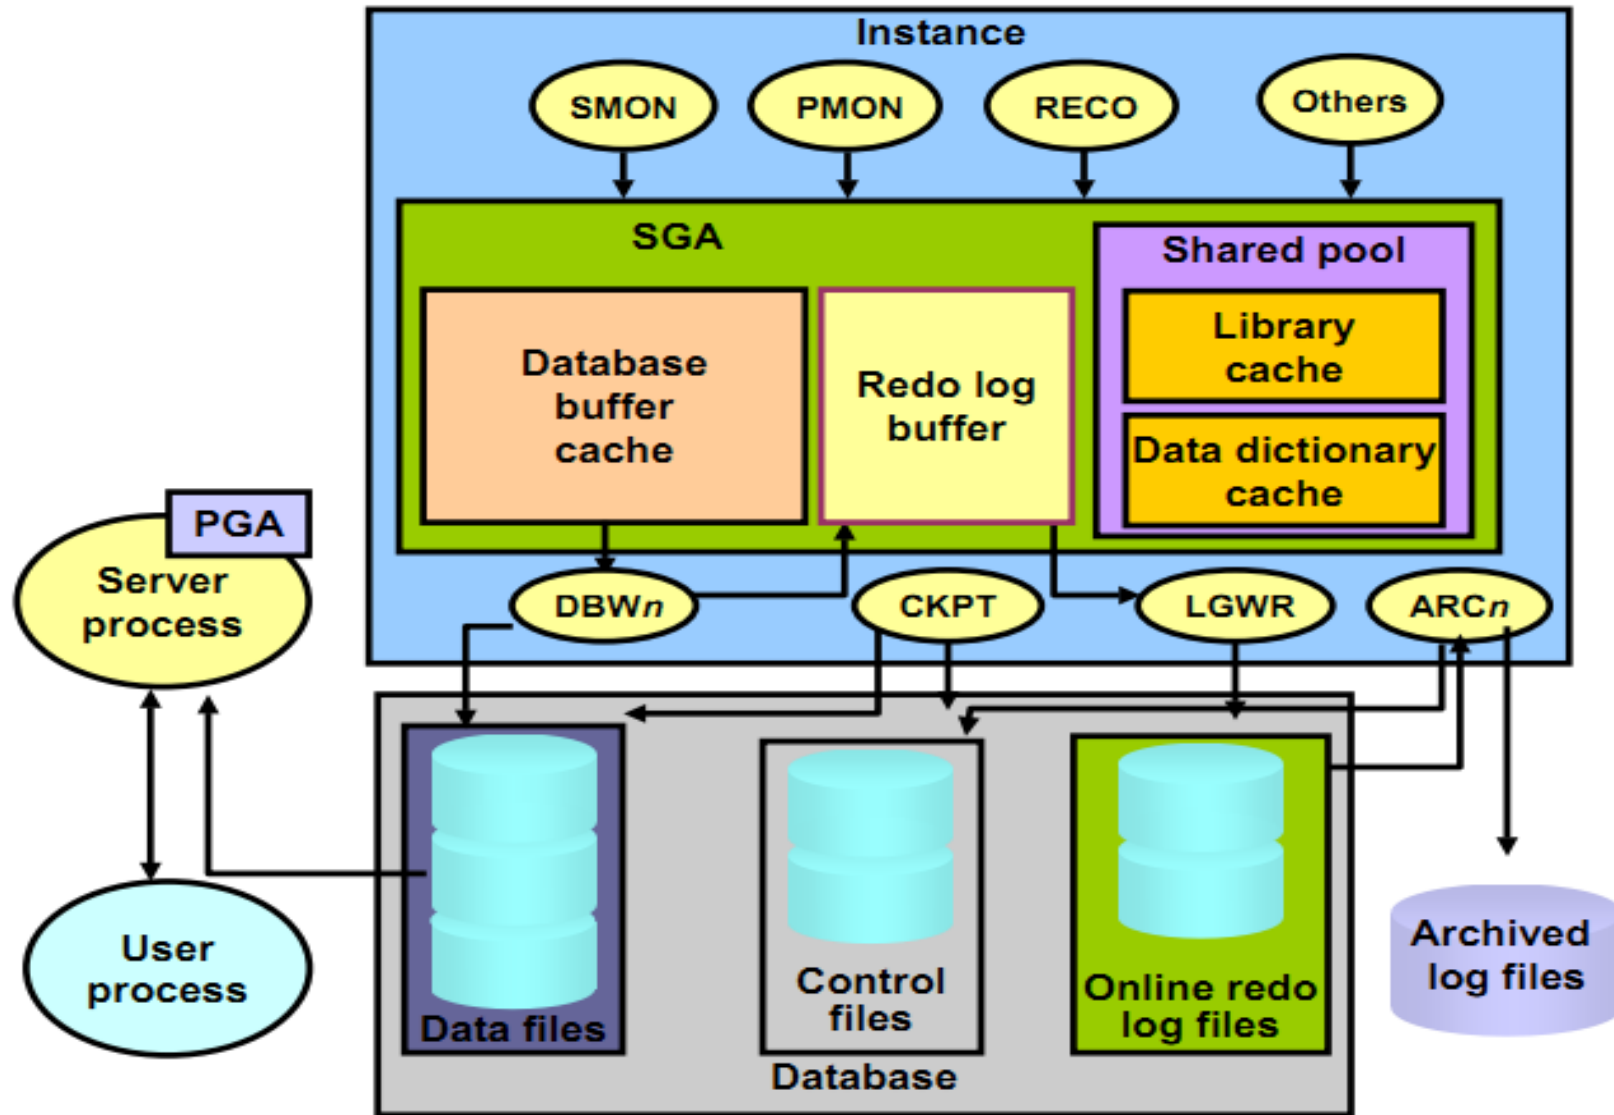 Instance
SMON
PMON
RECO
Others
SGA
Shared pool
Database
buffer
cache
Redo log
buffer
Library
cache
Data dictionary
cache
PGA
Server
process
DBWn
CKPT
LGWR
ARCn
User
process
Data files
Control
files
Online redo
log files
Archived
log files
Database